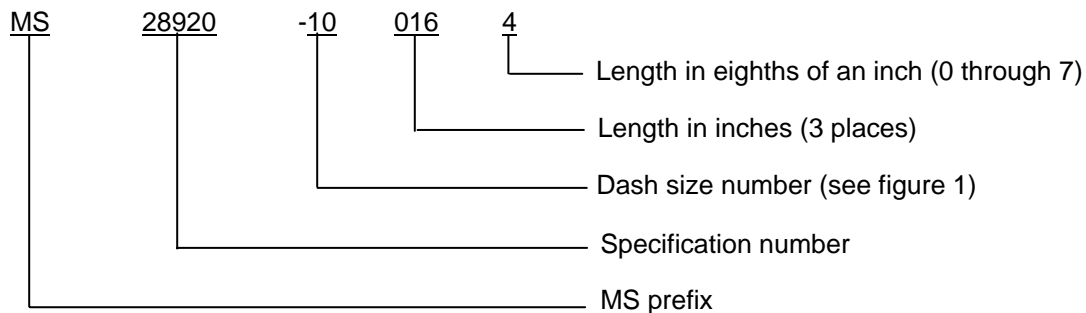 MS 28920 -10 016 4
Length in eighths of an inch (0 through 7)
Length in inches (3 places)
Dash size number (see figure 1)
Specification number
MS prefix